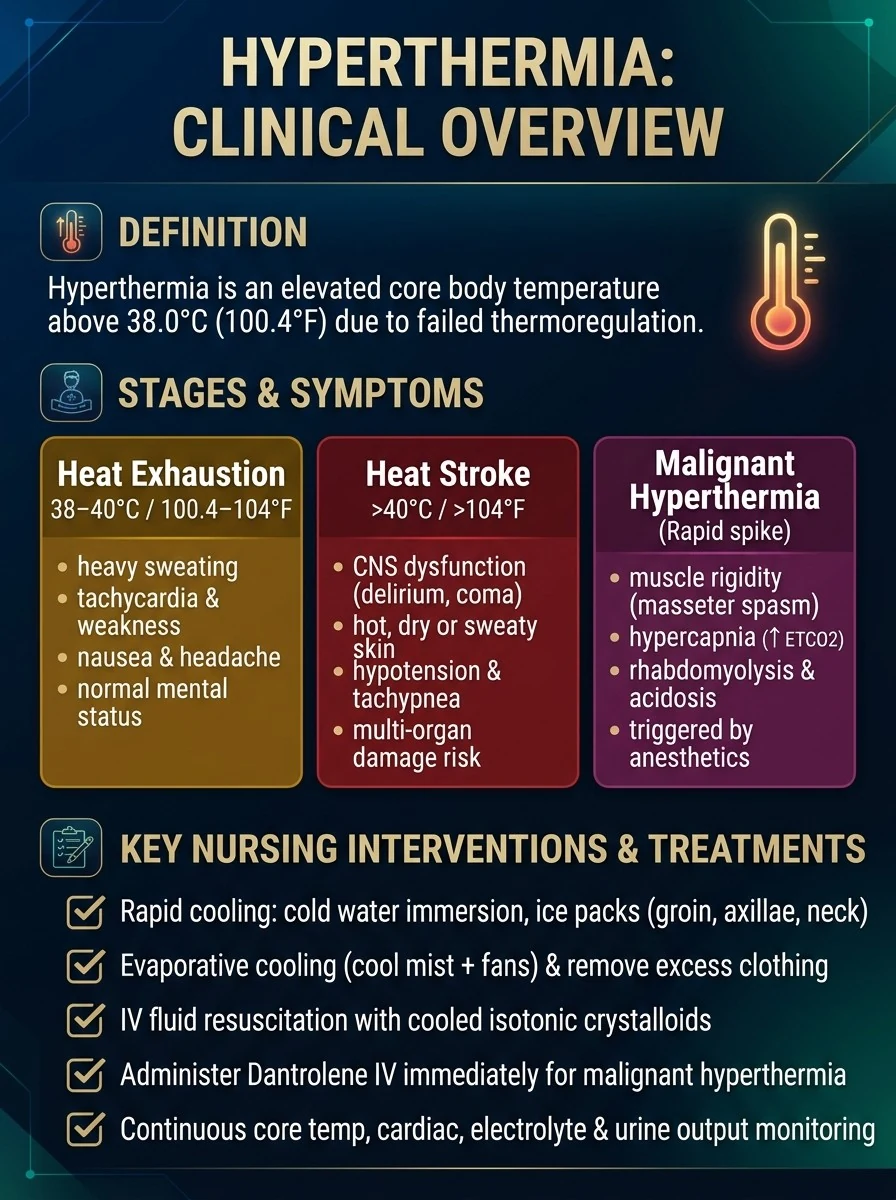 HYPERTHERMIA:
CLINICAL OVERVIEW
DEFINITION
Hyperthermia is an elevated core body temperature
above 38.0°C (100.4°F) due to failed thermoregulation.
STAGES & SYMPTOMS
Heat Exhaustion
38–40°C / 100.4–104°F
• heavy sweating
• tachycardia &
weakness
• nausea & headache
• normal mental
status
Heat Stroke
>40°C / >104°F
• CNS dysfunction
(delirium, coma)
• hot, dry or sweaty
skin
• hypotension &
tachypnea
• multi-organ
damage risk
Malignant
Hyperthermia
(Rapid spike)
• muscle rigidity
(masseter spasm)
• hypercapnia (↑ ETCO2)
• rhabdomyolysis &
acidosis
• triggered by
anesthetics
KEY NURSING INTERVENTIONS & TREATMENTS
Rapid cooling: cold water immersion, ice packs (groin, axillae, neck)
Evaporative cooling (cool mist + fans) & remove excess clothing
IV fluid resuscitation with cooled isotonic crystalloids
Administer Dantrolene IV immediately for malignant hyperthermia
Continuous core temp, cardiac, electrolyte & urine output monitoring